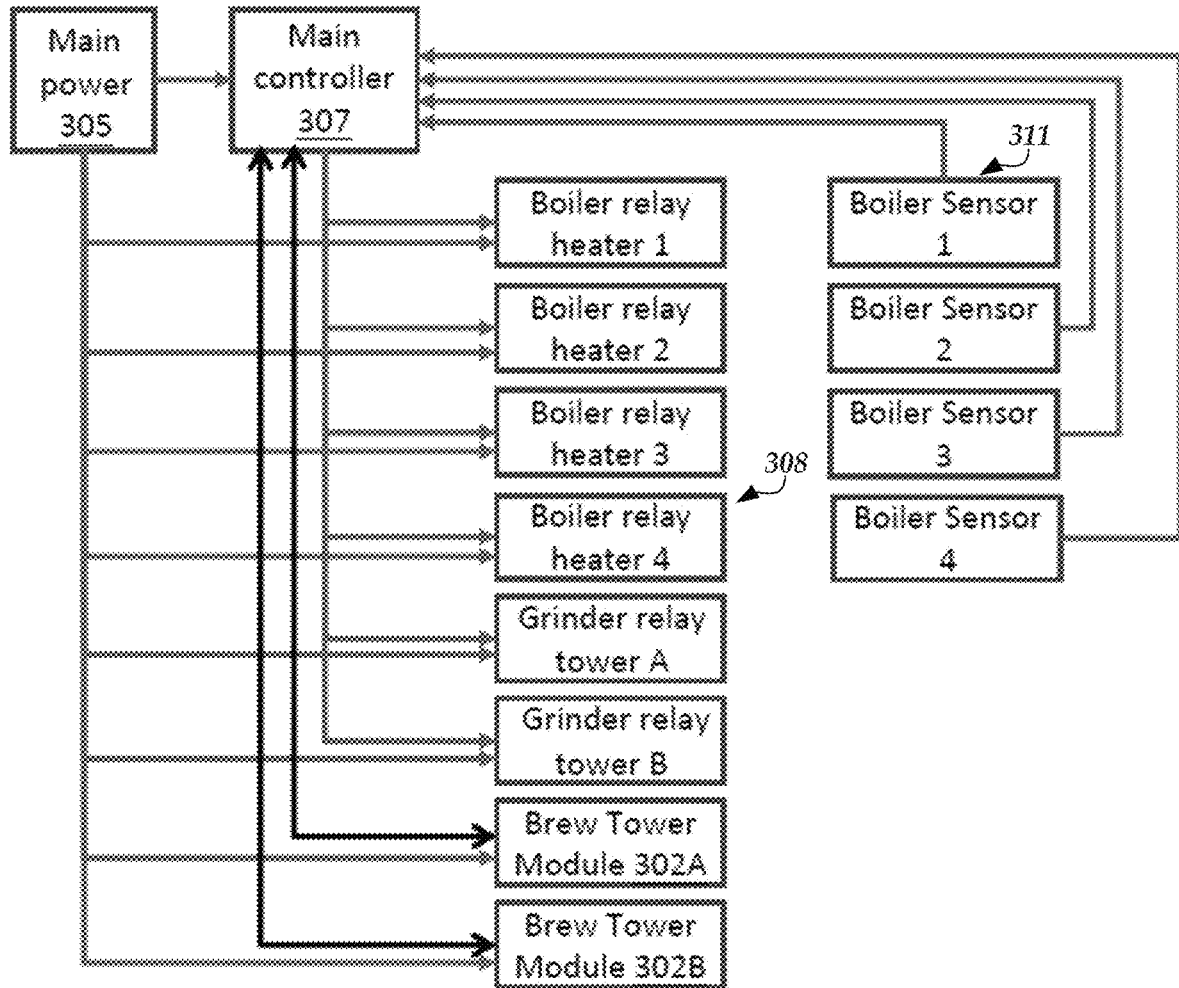 Main
power
305
Main
controller
307
311
Boiler relay
heater 1
Boiler Sensor
1
Boiler relay
heater 2
Boiler Sensor
2
Boiler relay
heater 3
Boiler Sensor
3
308
Boiler relay
heater 4
Boiler Sensor
4
Grinder relay
tower A
Grinder relay
tower B
Brew Tower
Module 302A
Brew Tower
Module 302B